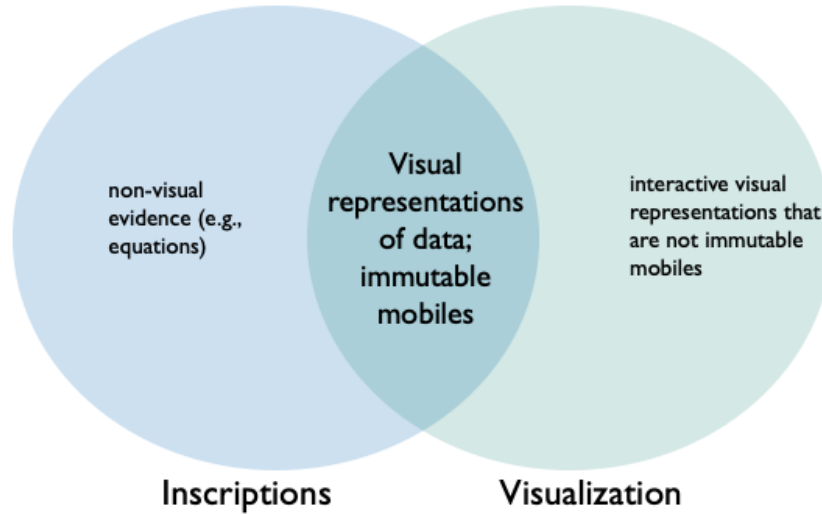 non-visual
evidence (e.g.,
equations)
Visual
representations
of data;
immutable
mobiles
interactive visual
representations that
are not immutable
mobiles
Inscriptions
Visualization